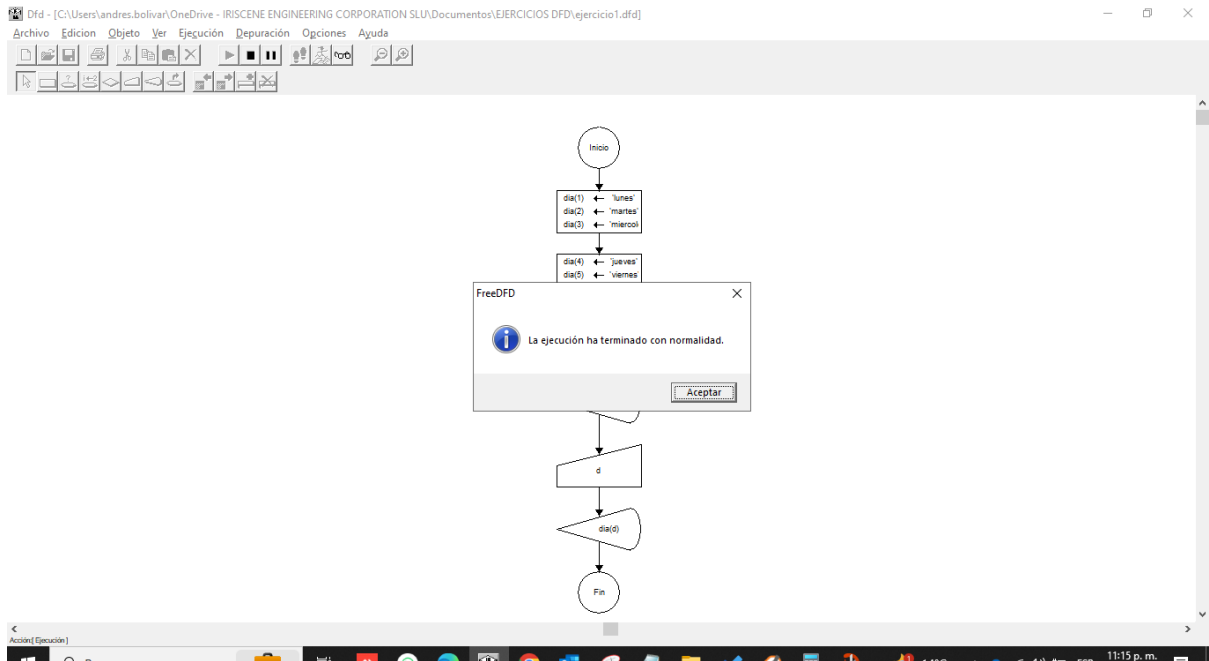 Dfd - [C:\Users\andres.bolivar\OneDrive - IRISCENE ENGINEERING CORPORATION SLU\Documentos\EJERCICIOS DFD\ejercicio1.dfd]
Archivo Edicion Objeto Ver Ejecución Depuración Opciones Ayuda
Inicio
dia(1) ← 'lunes'
dia(2) ← 'martes'
dia(3) ← 'miercol
dia(4) ← 'jueves'
dia(5) ← 'viernes
FreeDFD
La ejecución ha terminado con normalidad.
Aceptar
d
dia(d)
Fin
Acción:[ Ejecución ]
11:15 p. m.